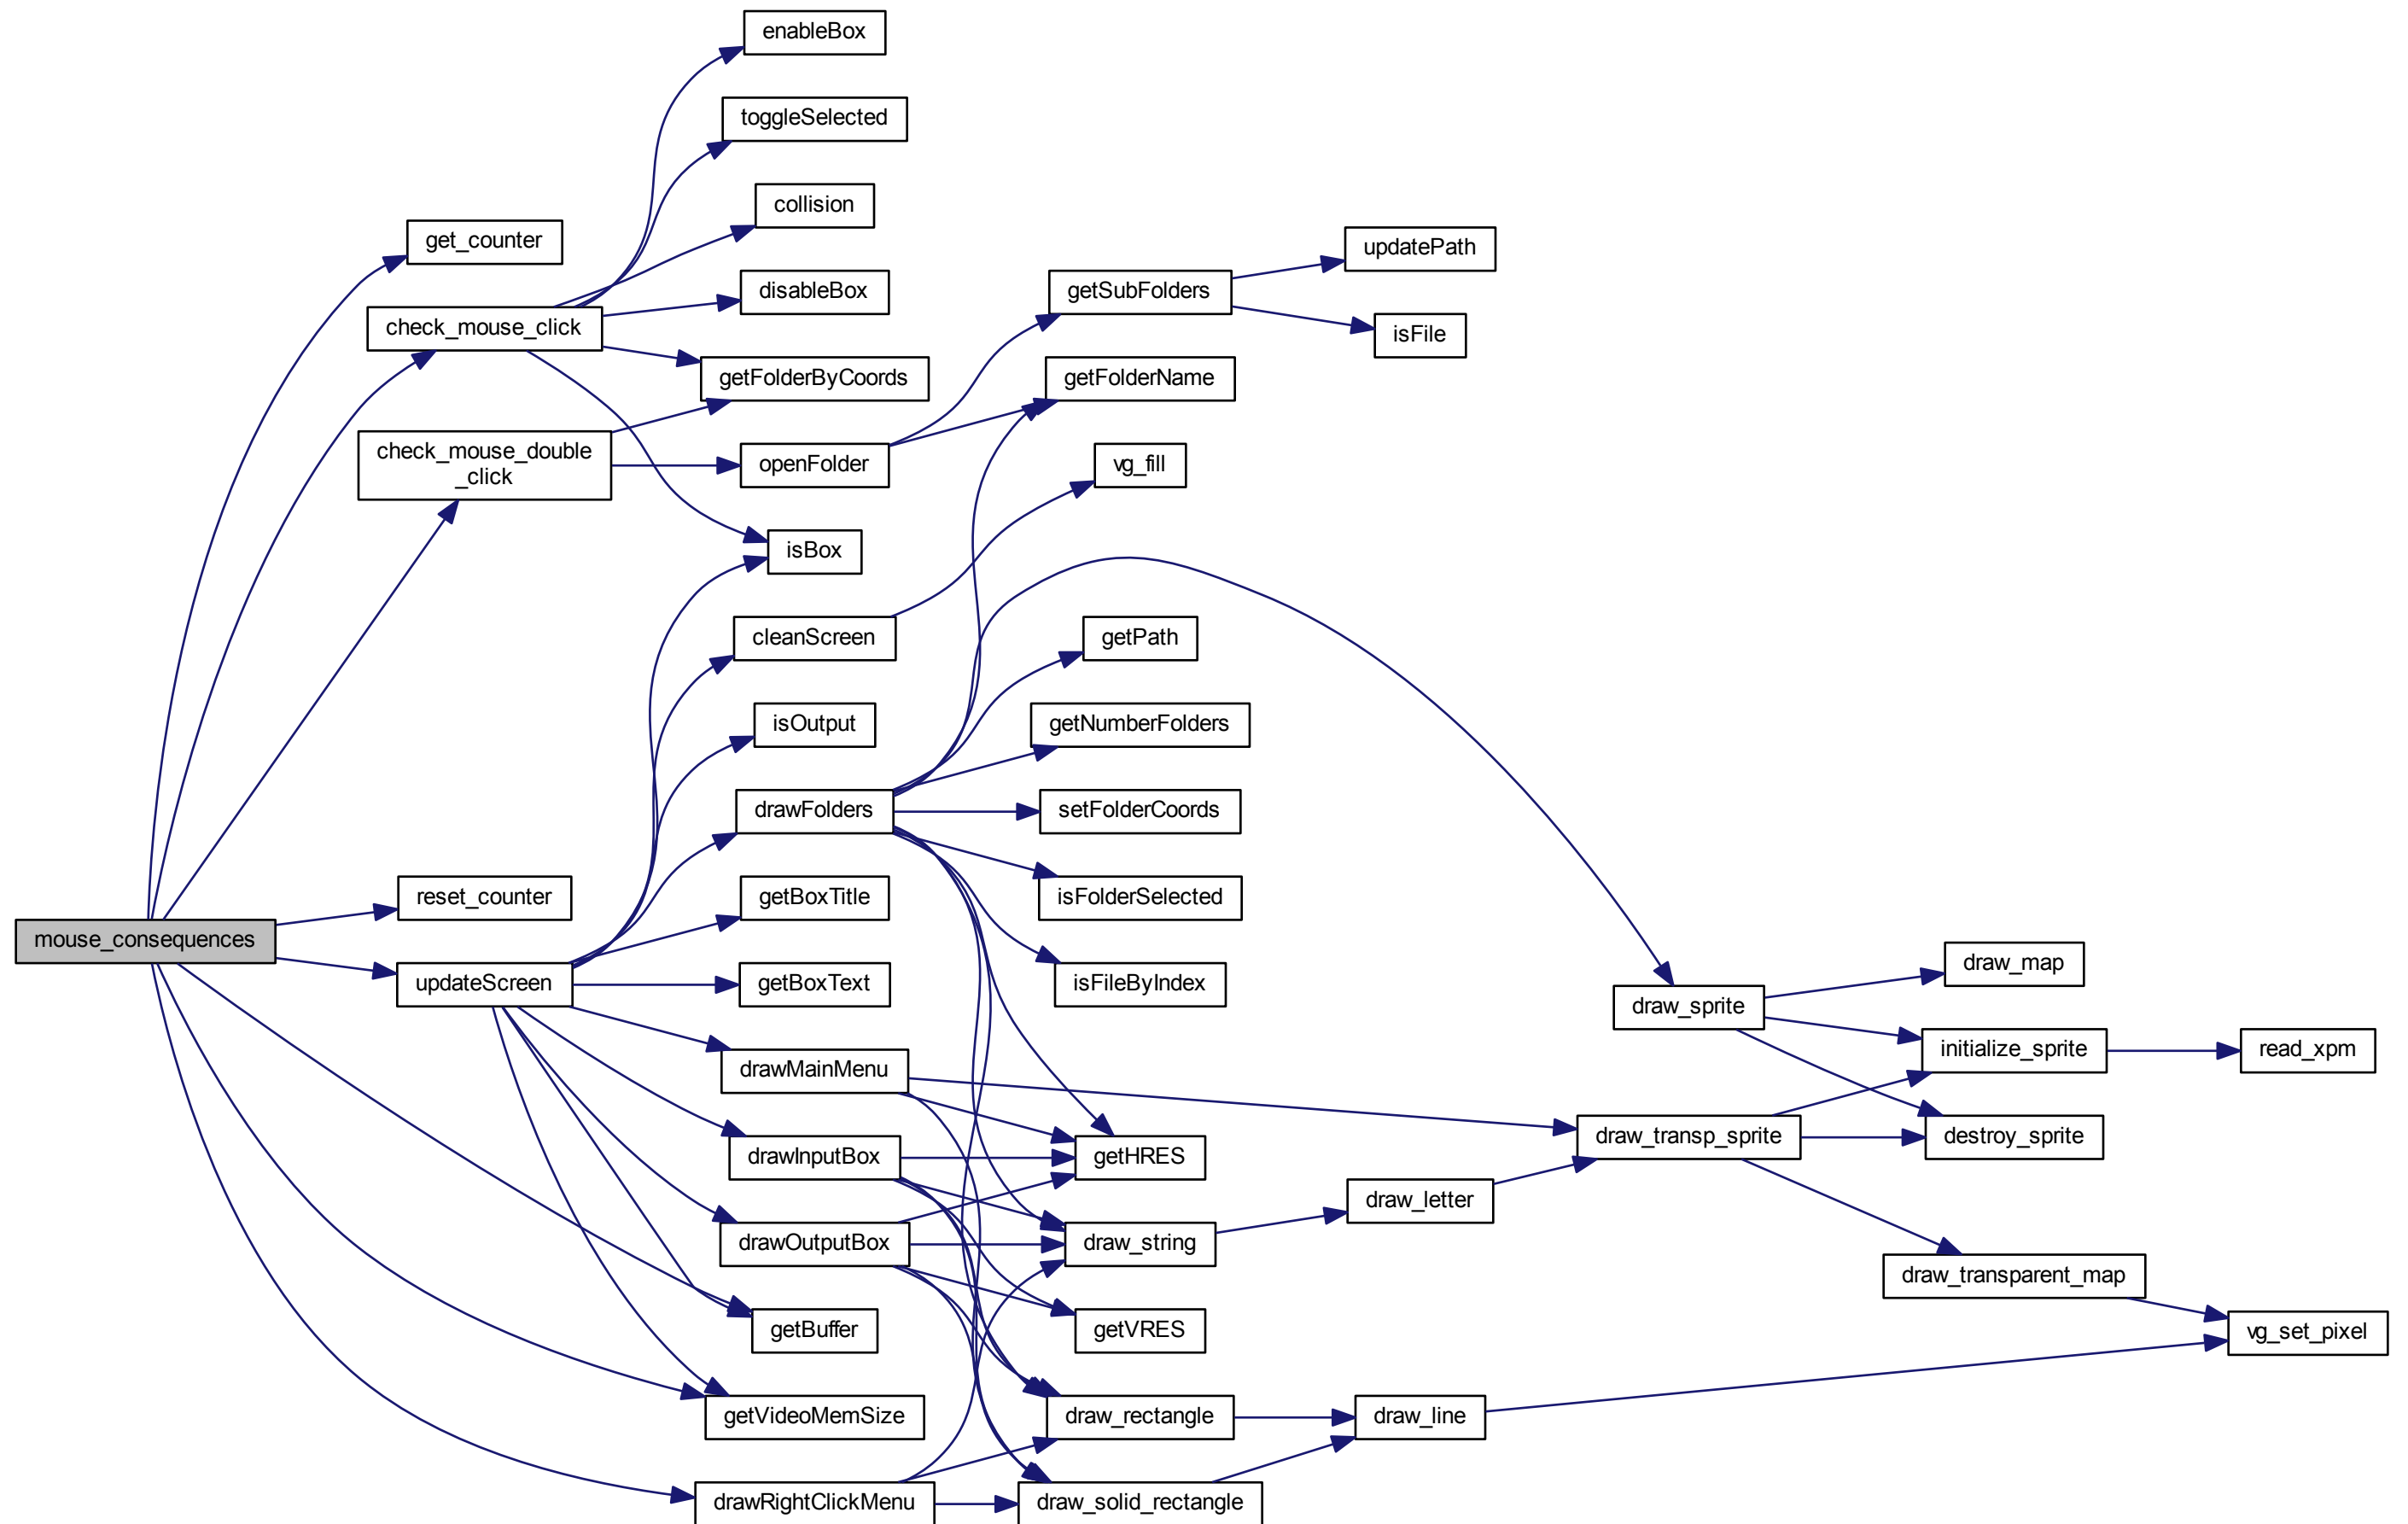 enableBox
toggleSelected
collision
get_counter
updatePath
disableBox
getSubFolders
check_mouse_click
isFile
getFolderByCoords
getFolderName
check_mouse_double
_click
openFolder
vg_fill
isBox
cleanScreen
getPath
isOutput
getNumberFolders
drawFolders
setFolderCoords
reset_counter
getBoxTitle
isFolderSelected
mouse_consequences
updateScreen
getBoxText
isFileByIndex
draw_sprite
draw_map
drawMainMenu
initialize_sprite
read_xpm
drawInputBox
getHRES
draw_transp_sprite
destroy_sprite
draw_letter
drawOutputBox
draw_string
draw_transparent_map
getBuffer
getVRES
vg_set_pixel
getVideoMemSize
draw_rectangle
draw_line
drawRightClickMenu
draw_solid_rectangle